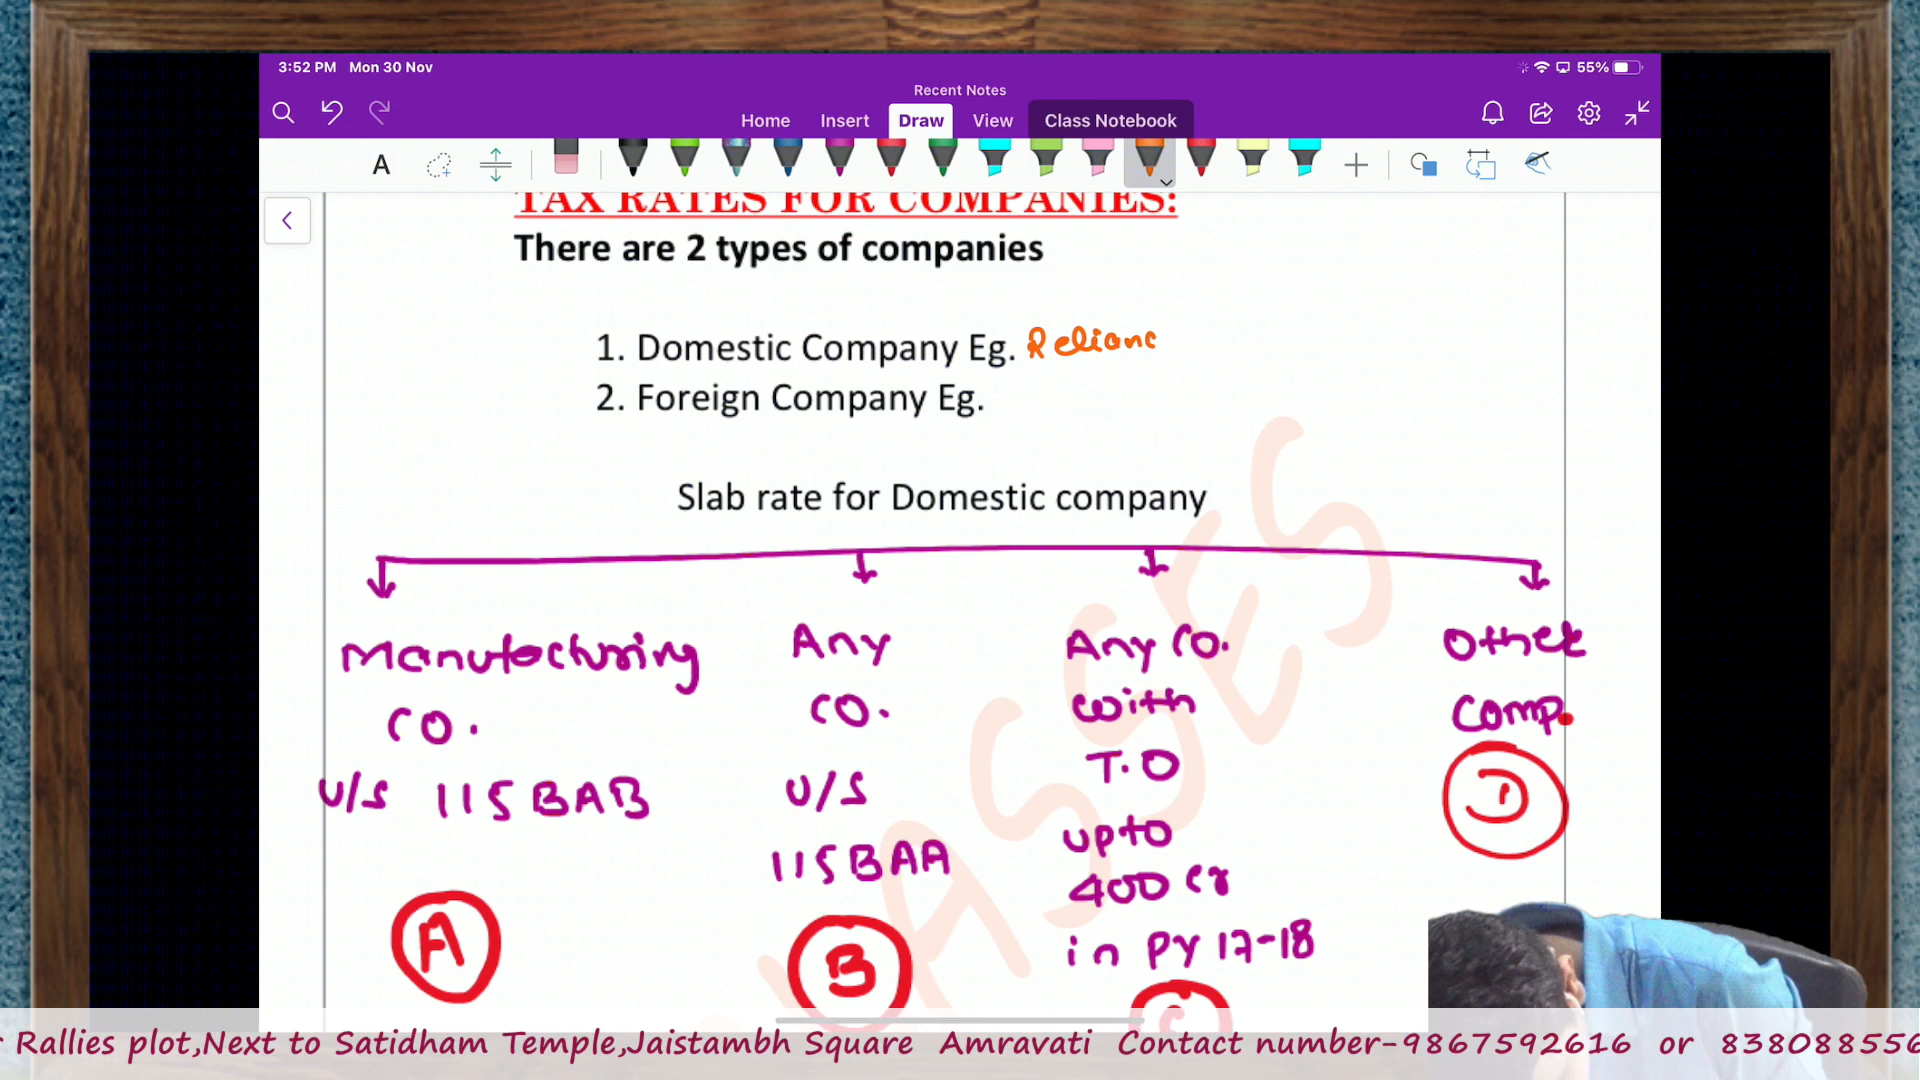 3:52 PM Mon 30 Nov
55%
Recent Notes
Home Insert Draw View Class Notebook
A
TAX RATES FOR COMPANIES:
There are 2 types of companies
1. Domestic Company Eg. Relianc
2. Foreign Company Eg.
Slab rate for Domestic company
Manufacturing
CO.
U/S 115BAB
A
Any
CO.
U/S
115BAA
B
Any CO.
with
T.O
upto
400 cr
in PY 17-18
C
Other
Comp.
D
ASSES
Rallies plot,Next to Satidham Temple,Jaistambh Square Amravati Contact number-9867592616 or 838088556